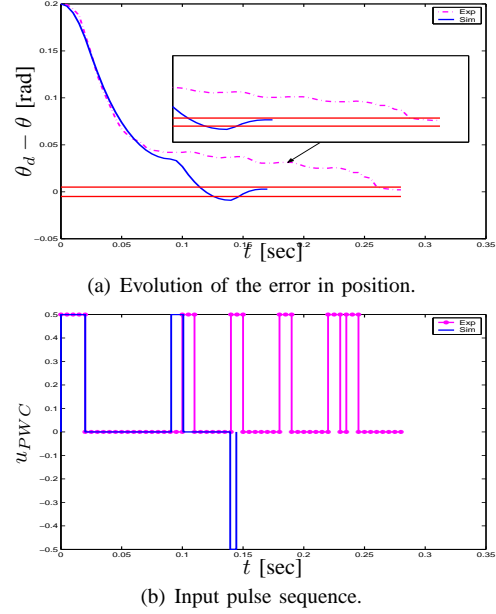 0.2
0.15
0.1
0.05
0
−0.05
θd − θ [rad]
Exp
Sim
0 0.05 0.1 0.15 0.2 0.25 0.3 0.35
t [sec]
(a) Evolution of the error in position.
0.5
0.4
0.3
0.2
0.1
0
−0.1
−0.2
−0.3
−0.4
−0.5
uPWC
Exp
Sim
0 0.05 0.1 0.15 0.2 0.25 0.3 0.35
t [sec]
(b) Input pulse sequence.